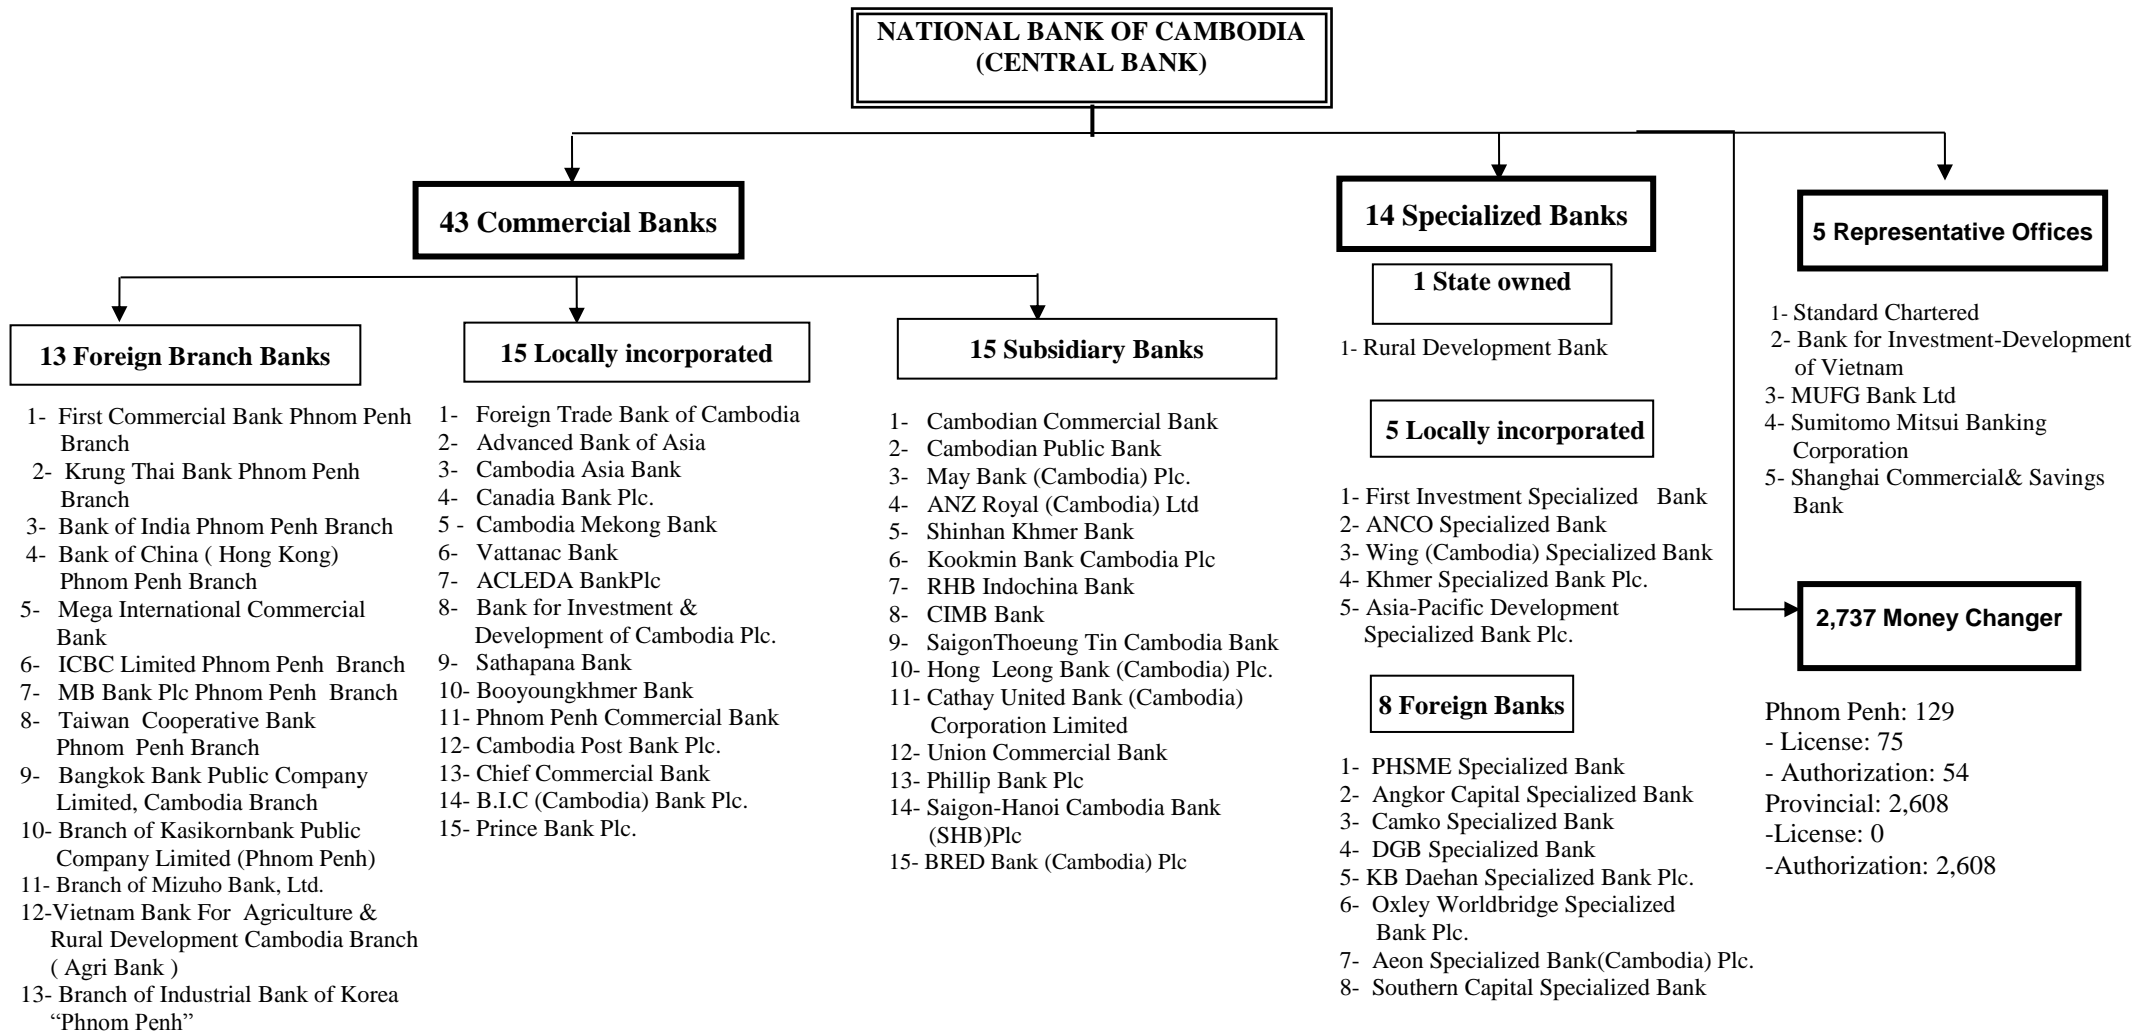 NATIONAL BANK OF CAMBODIA
(CENTRAL BANK)
43 Commercial Banks
13 Foreign Branch Banks
1- First Commercial Bank Phnom Penh
Branch
2- Krung Thai Bank Phnom Penh
Branch
3- Bank of India Phnom Penh Branch
4- Bank of China ( Hong Kong)
Phnom Penh Branch
5- Mega International Commercial
Bank
6- ICBC Limited Phnom Penh Branch
7- MB Bank Plc Phnom Penh Branch
8- Taiwan Cooperative Bank
Phnom Penh Branch
9- Bangkok Bank Public Company
Limited, Cambodia Branch
10- Branch of Kasikornbank Public
Company Limited (Phnom Penh)
11- Branch of Mizuho Bank, Ltd.
12-Vietnam Bank For Agriculture &
Rural Development Cambodia Branch
( Agri Bank )
13- Branch of Industrial Bank of Korea
“Phnom Penh”
15 Locally incorporated
1- Foreign Trade Bank of Cambodia
2- Advanced Bank of Asia
3- Cambodia Asia Bank
4- Canadia Bank Plc.
5 - Cambodia Mekong Bank
6- Vattanac Bank
7- ACLEDA BankPlc
8- Bank for Investment &
Development of Cambodia Plc.
9- Sathapana Bank
10- Booyoungkhmer Bank
11- Phnom Penh Commercial Bank
12- Cambodia Post Bank Plc.
13- Chief Commercial Bank
14- B.I.C (Cambodia) Bank Plc.
15- Prince Bank Plc.
15 Subsidiary Banks
1- Cambodian Commercial Bank
2- Cambodian Public Bank
3- May Bank (Cambodia) Plc.
4- ANZ Royal (Cambodia) Ltd
5- Shinhan Khmer Bank
6- Kookmin Bank Cambodia Plc
7- RHB Indochina Bank
8- CIMB Bank
9- SaigonThoeung Tin Cambodia Bank
10- Hong Leong Bank (Cambodia) Plc.
11- Cathay United Bank (Cambodia)
Corporation Limited
12- Union Commercial Bank
13- Phillip Bank Plc
14- Saigon-Hanoi Cambodia Bank
(SHB)Plc
15- BRED Bank (Cambodia) Plc
14 Specialized Banks
1 State owned
1- Rural Development Bank
5 Locally incorporated
1- First Investment Specialized Bank
2- ANCO Specialized Bank
3- Wing (Cambodia) Specialized Bank
4- Khmer Specialized Bank Plc.
5- Asia-Pacific Development
Specialized Bank Plc.
8 Foreign Banks
1- PHSME Specialized Bank
2- Angkor Capital Specialized Bank
3- Camko Specialized Bank
4- DGB Specialized Bank
5- KB Daehan Specialized Bank Plc.
6- Oxley Worldbridge Specialized
Bank Plc.
7- Aeon Specialized Bank(Cambodia) Plc.
8- Southern Capital Specialized Bank
5 Representative Offices
1- Standard Chartered
2- Bank for Investment-Development
of Vietnam
3- MUFG Bank Ltd
4- Sumitomo Mitsui Banking
Corporation
5- Shanghai Commercial& Savings
Bank
2,737 Money Changer
Phnom Penh: 129
- License: 75
- Authorization: 54
Provincial: 2,608
-License: 0
-Authorization: 2,608